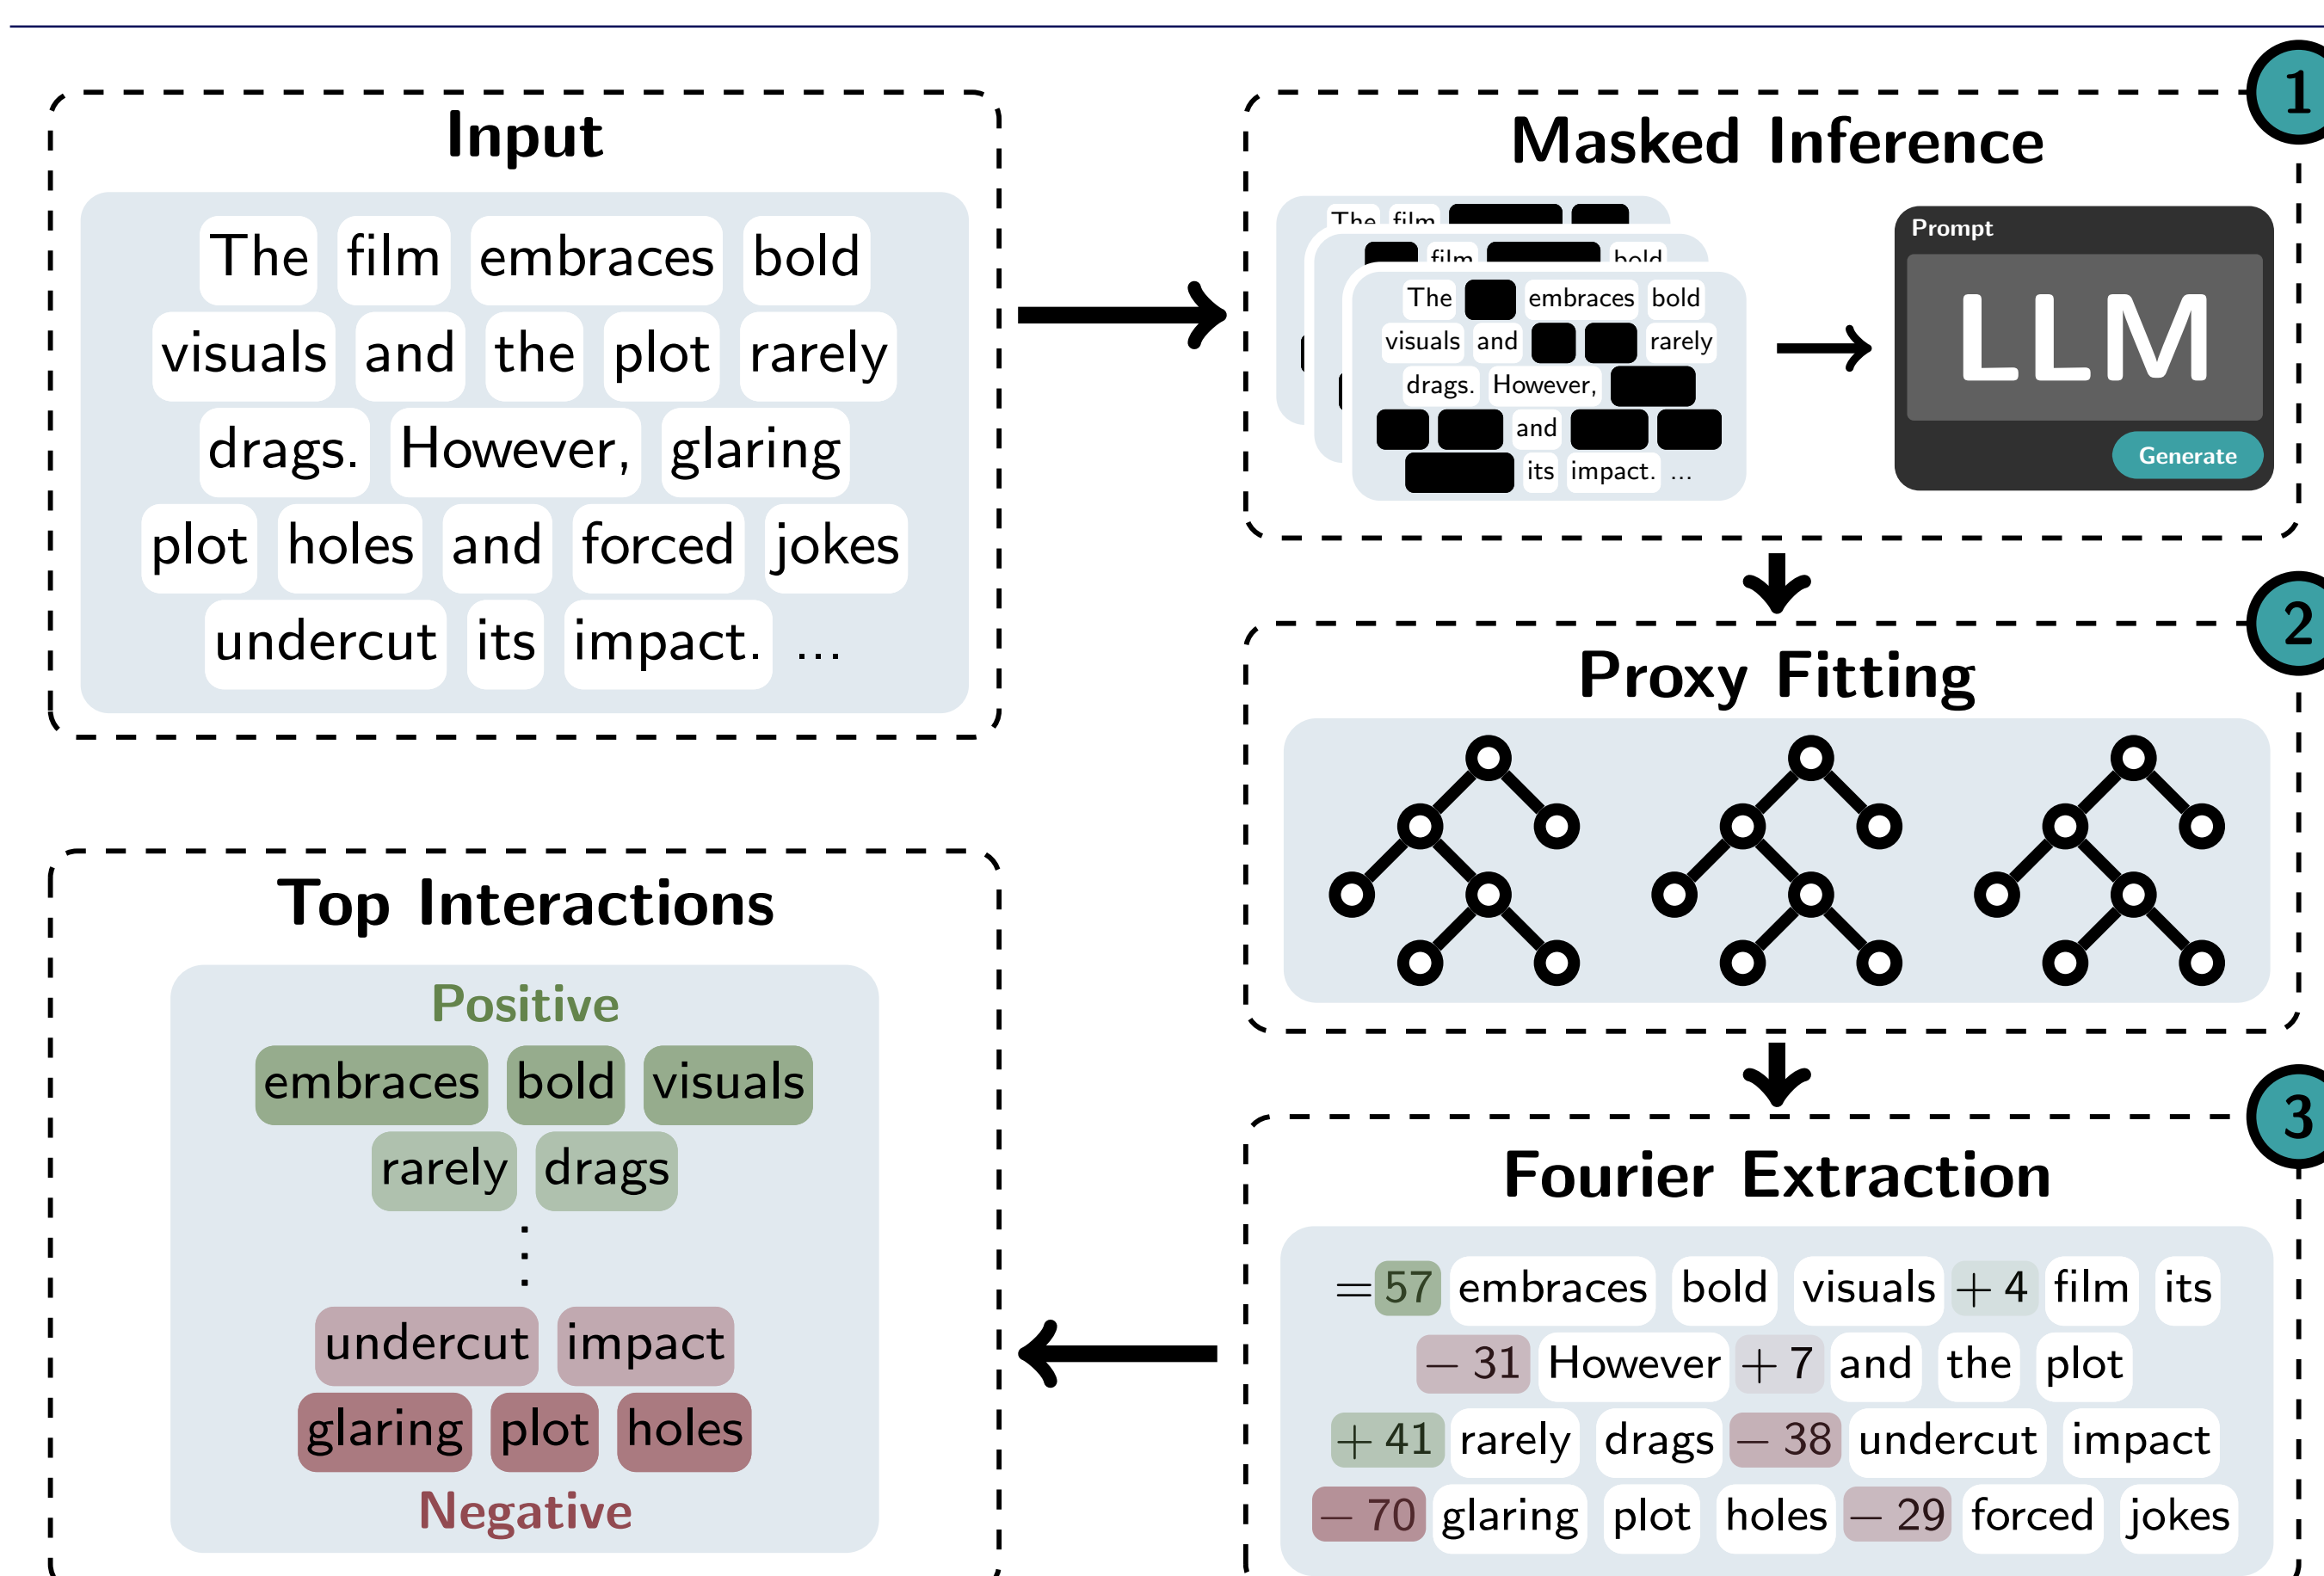 Input
The film embraces bold
visuals and the plot rarely
drags. However, glaring
plot holes and forced jokes
undercut its impact. ...
1
Masked Inference
The film
film bold
The embraces bold
visuals and rarely
drags. However,
and
its impact. ...
Prompt
LLM
Generate
2
Proxy Fitting
3
Fourier Extraction
= 57 embraces bold visuals + 4 film its
− 31 However + 7 and the plot
+ 41 rarely drags − 38 undercut impact
− 70 glaring plot holes − 29 forced jokes
Top Interactions
Positive
embraces bold visuals
rarely drags
⋮
undercut impact
glaring plot holes
Negative